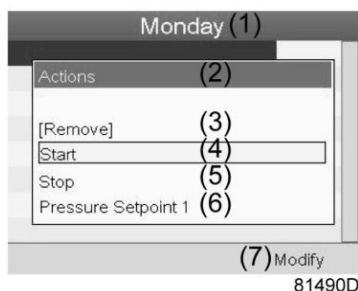 Monday (1)
Actions (2)
[Remove] (3)
Start (4)
Stop (5)
Pressure Setpoint 1 (6)
(7) Modify
81490D